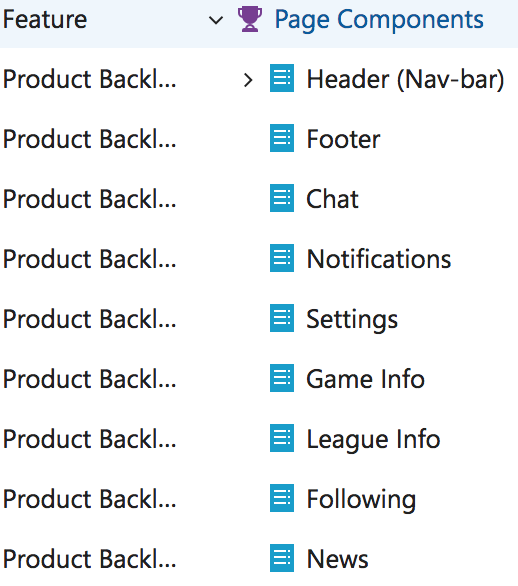 Feature Page Components
Product Backl... Header (Nav-bar)
Product Backl... Footer
Product Backl... Chat
Product Backl... Notifications
Product Backl... Settings
Product Backl... Game Info
Product Backl... League Info
Product Backl... Following
Product Backl... News